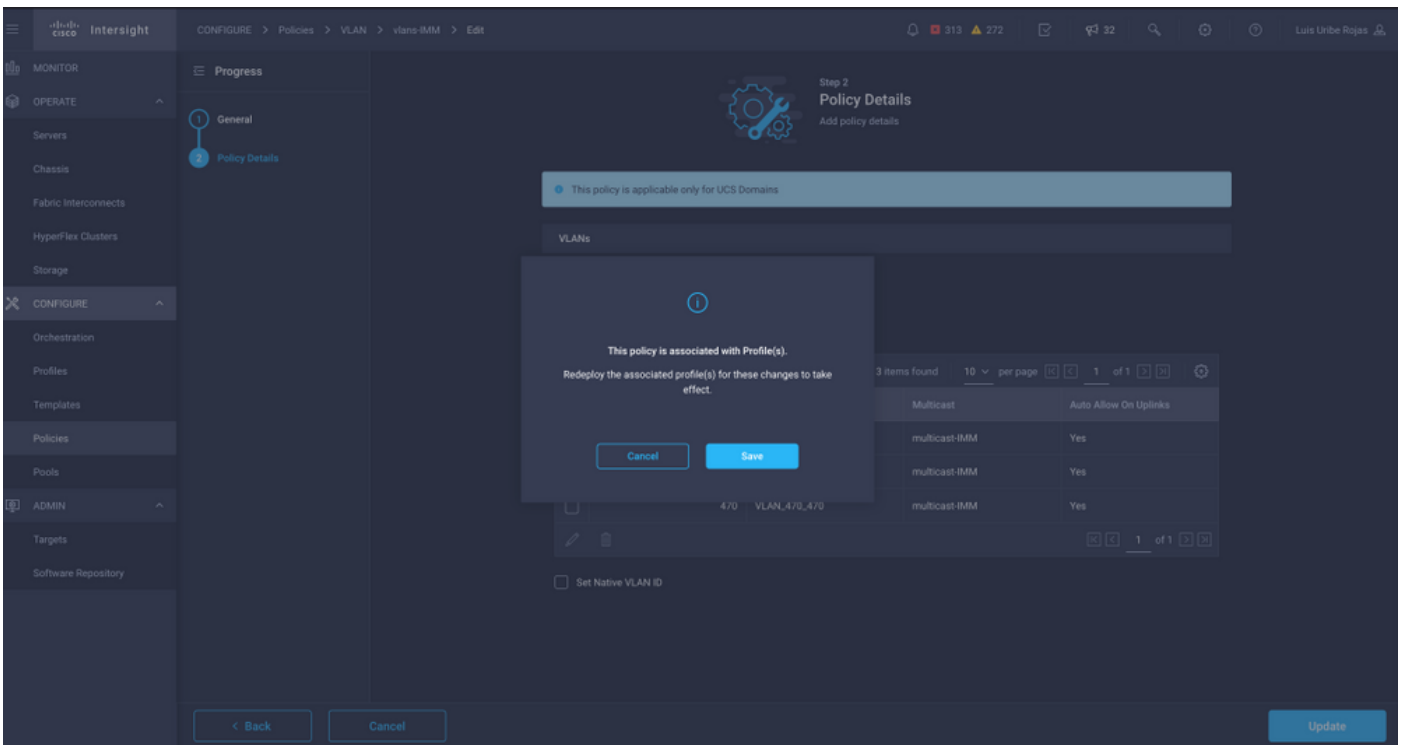 cisco Intersight
CONFIGURE > Policies > VLAN > vlans-IMM > Edit
313 272
32
Luis Uribe Rojas
MONITOR
OPERATE
Servers
Chassis
Fabric Interconnects
HyperFlex Clusters
Storage
CONFIGURE
Orchestration
Profiles
Templates
Policies
Pools
ADMIN
Targets
Software Repository
Progress
1 General
2 Policy Details
Step 2
Policy Details
Add policy details
This policy is applicable only for UCS Domains
VLANs
This policy is associated with Profile(s).
Redeploy the associated profile(s) for these changes to take
effect.
Cancel Save
3 items found 10 per page 1 of 1
Multicast Auto Allow On Uplinks
multicast-IMM Yes
multicast-IMM Yes
470 VLAN_470_470 multicast-IMM Yes
1 of 1
Set Native VLAN ID
< Back Cancel Update